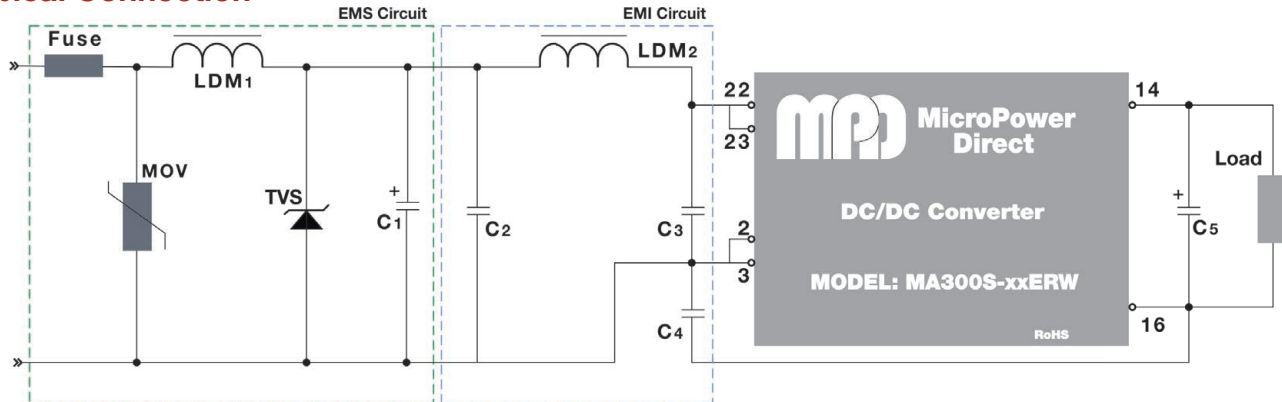 EMS Circuit
EMI Circuit
Fuse
LDM1
LDM2
MOV
TVS
+
C1
C2
C3
C4
22
23
2
3
MPD
MicroPower
Direct
DC/DC Converter
MODEL: MA300S-xxERW
RoHS
14
16
+
C5
Load